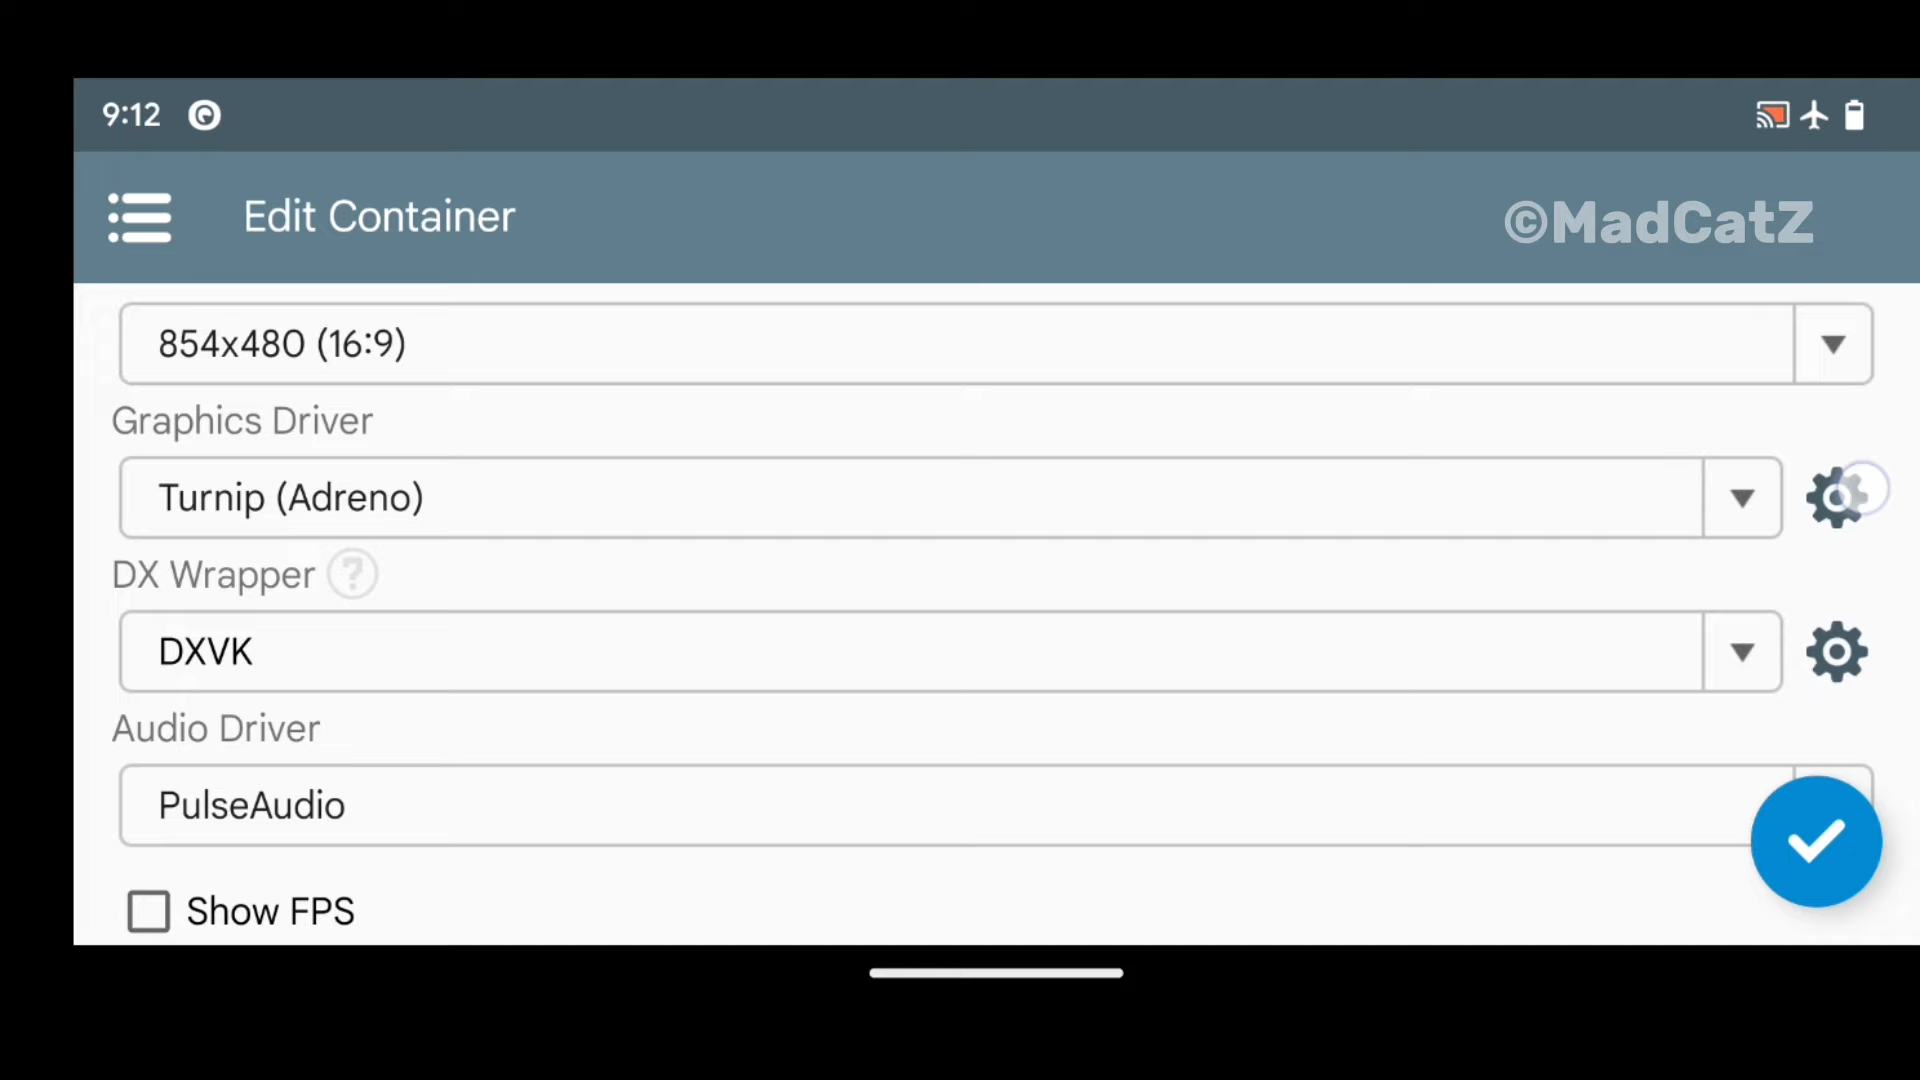 9:12
Edit Container
©MadCatZ
854x480 (16:9)
Graphics Driver
Turnip (Adreno)
DX Wrapper ?
DXVK
Audio Driver
PulseAudio
Show FPS